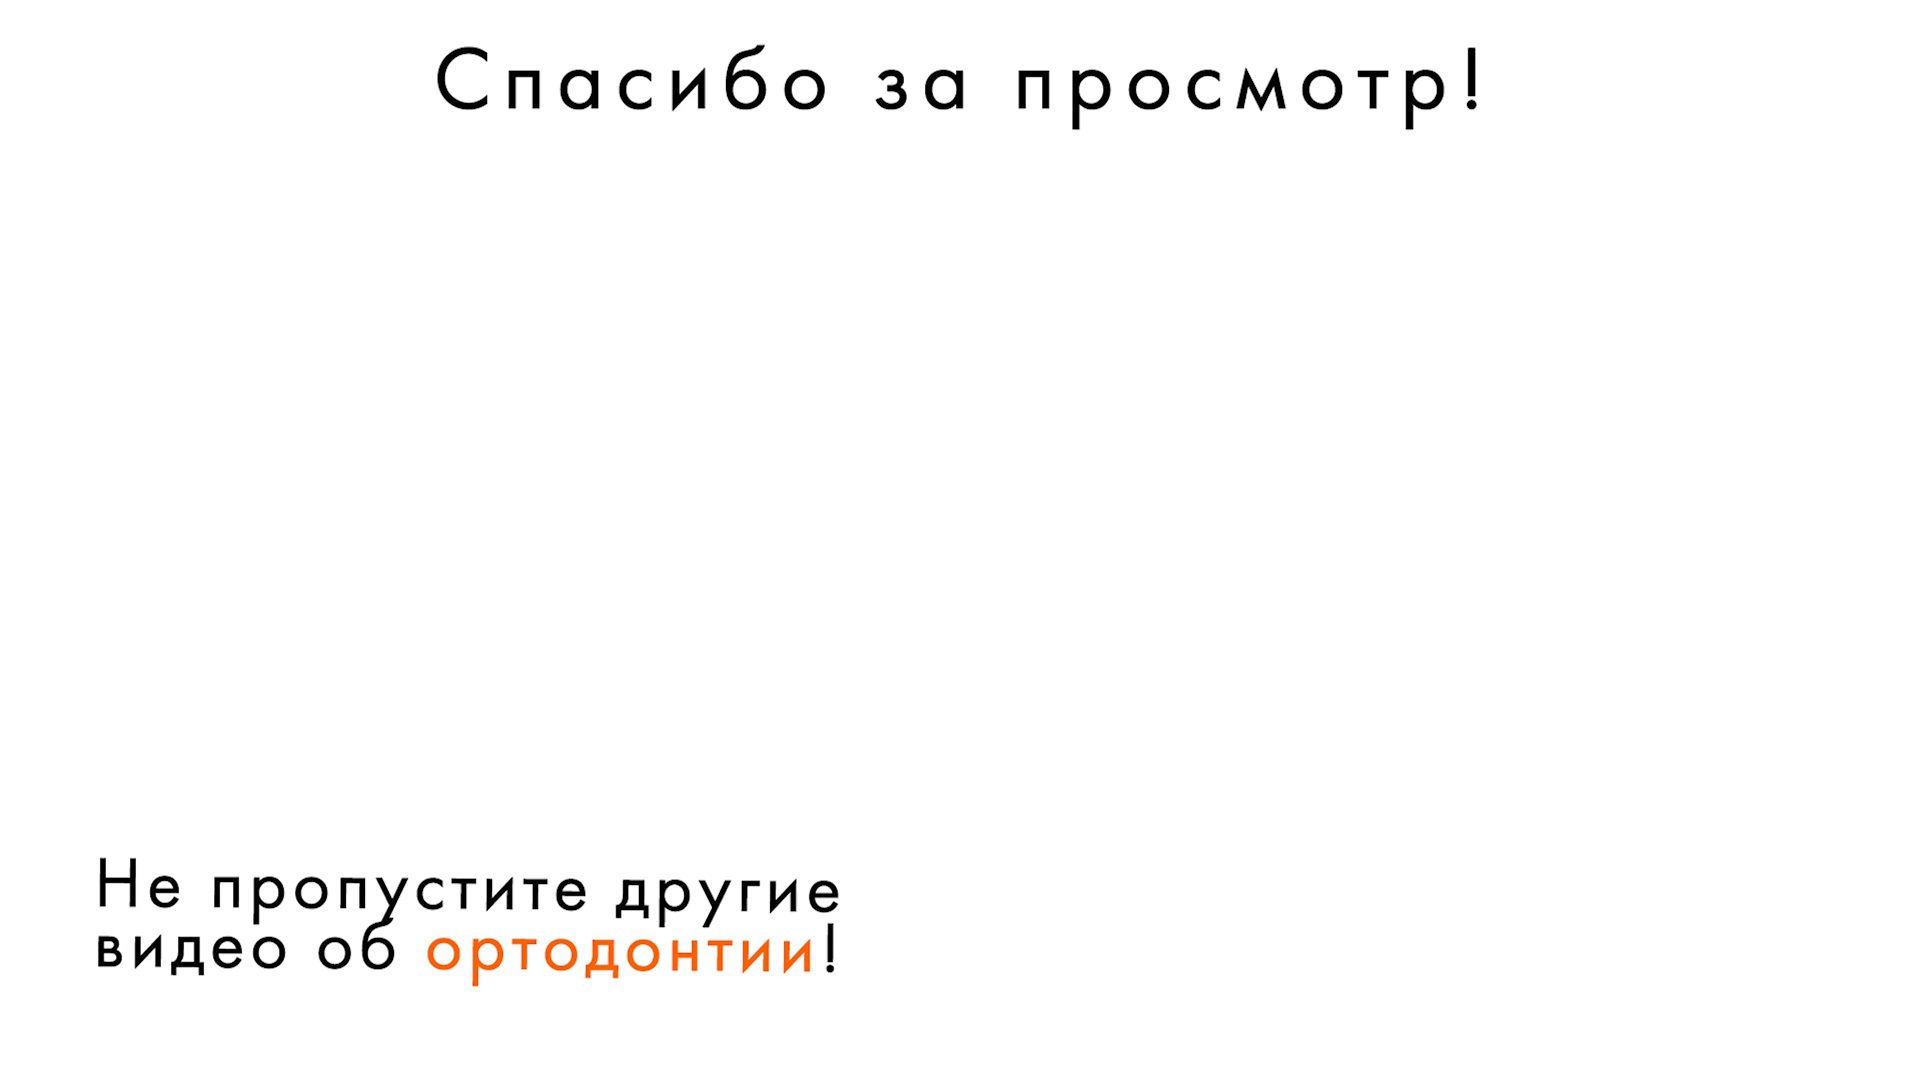 Спасибо за просмотр!
Не пропустите другие
видео об ортодонтии!